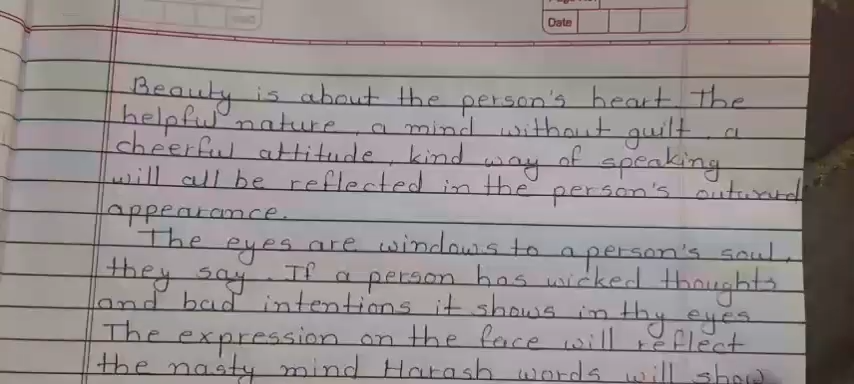 Date
Beauty is about the person's heart. The
helpful nature, a mind without guilt, a
cheerful attitude, kind way of speaking
will all be reflected in the person's outward
appearance.
The eyes are windows to a person's soul,
they say. If a person has wicked thoughts
and bad intentions it shows in thy eyes
The expression on the face will reflect
the nasty mind Harash words will show